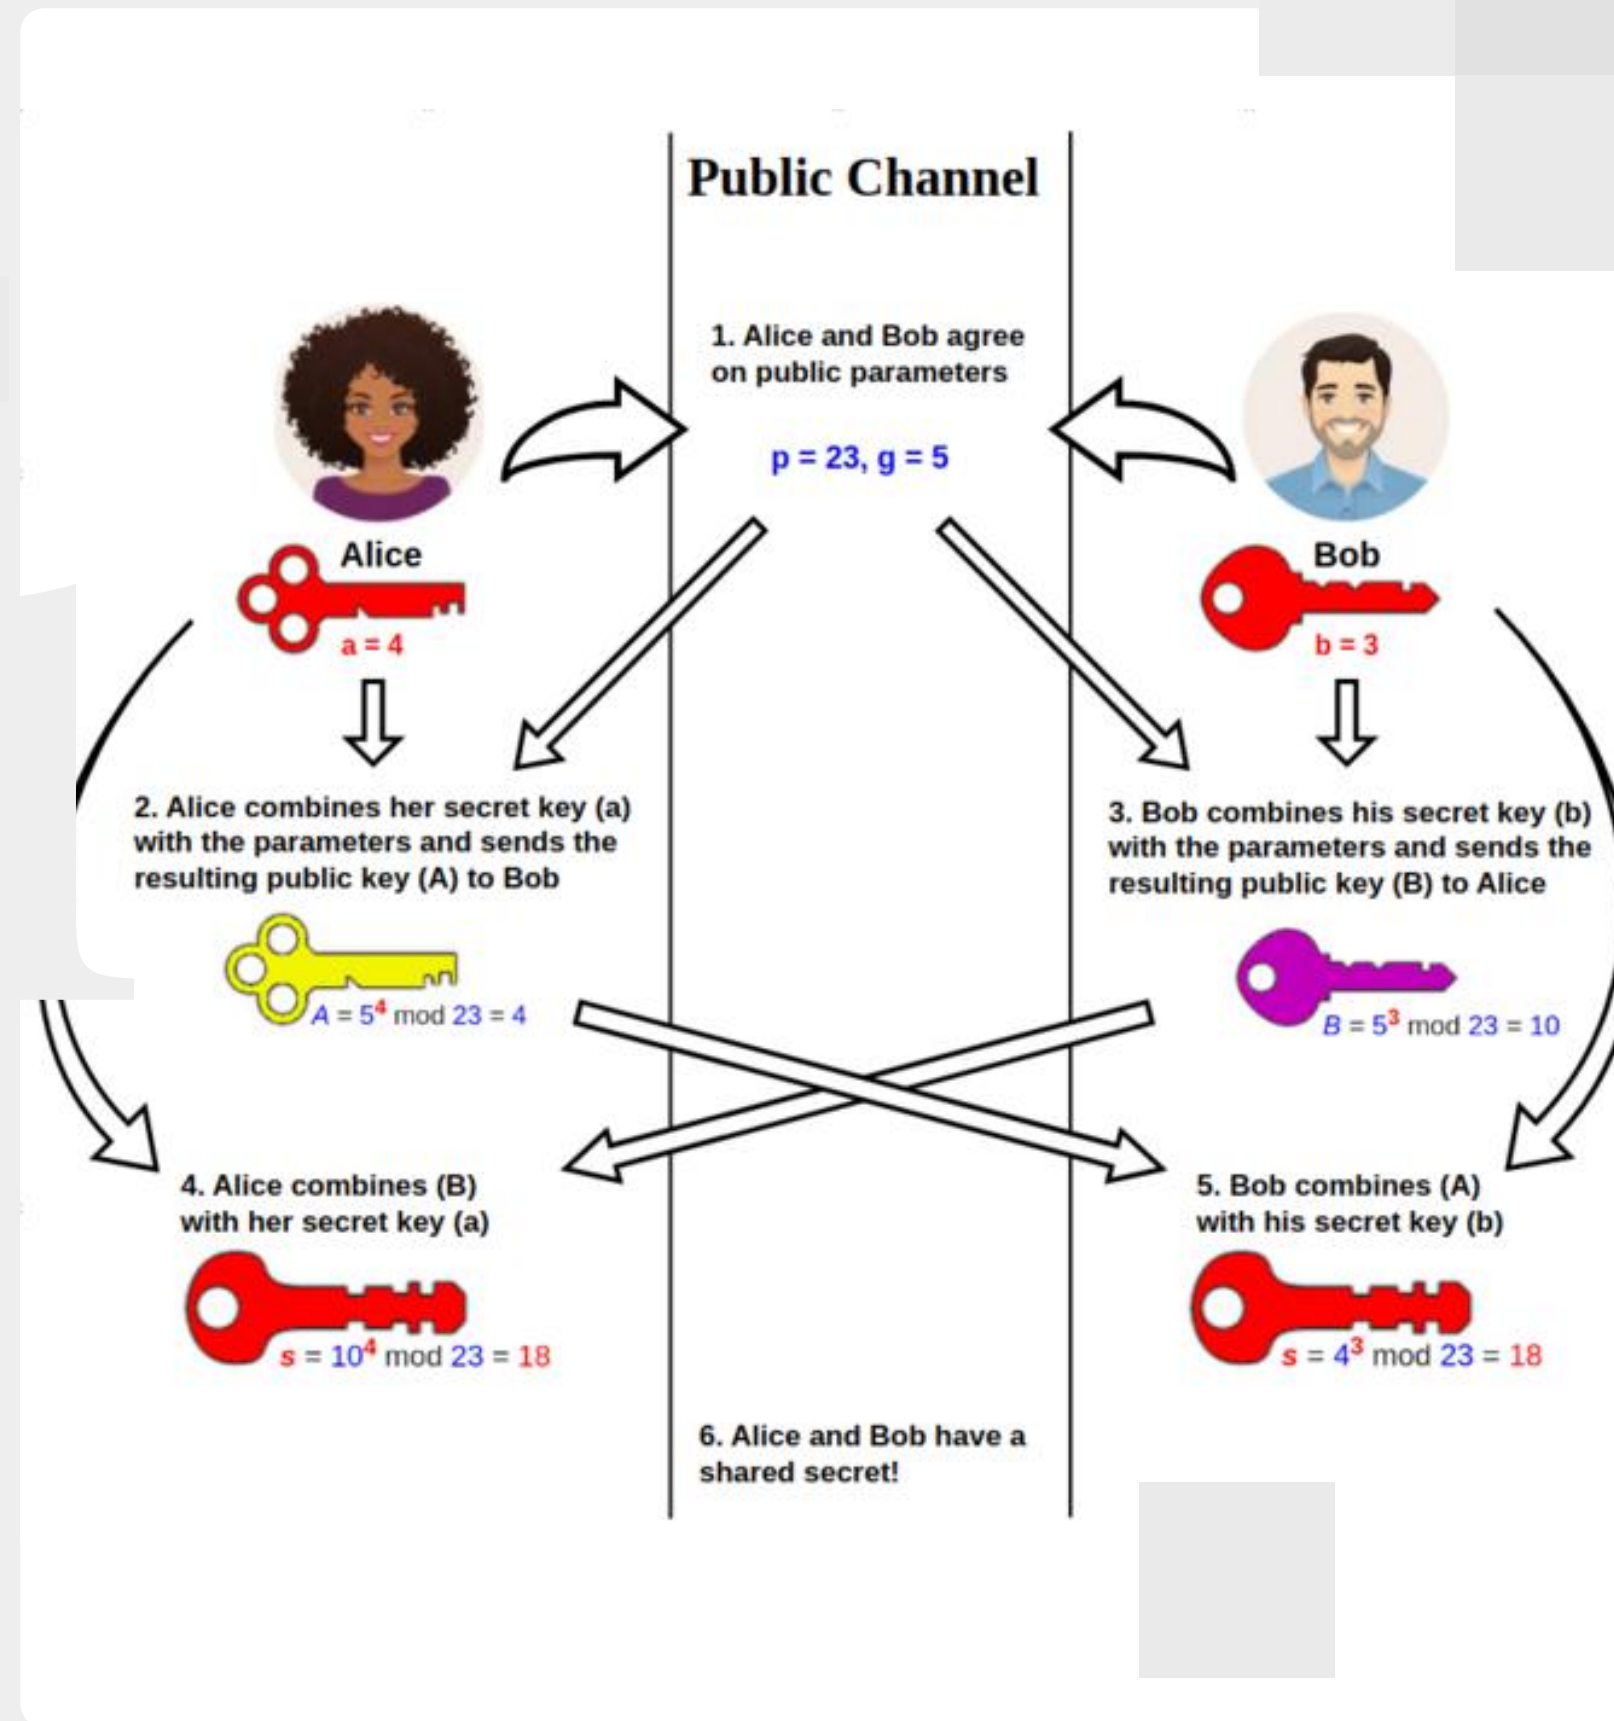 Public Channel
1. Alice and Bob agree
on public parameters
p = 23, g = 5
Alice
a = 4
Bob
b = 3
2. Alice combines her secret key (a)
with the parameters and sends the
resulting public key (A) to Bob
A = 5⁴ mod 23 = 4
3. Bob combines his secret key (b)
with the parameters and sends the
resulting public key (B) to Alice
B = 5³ mod 23 = 10
4. Alice combines (B)
with her secret key (a)
s = 10⁴ mod 23 = 18
5. Bob combines (A)
with his secret key (b)
s = 4³ mod 23 = 18
6. Alice and Bob have a
shared secret!